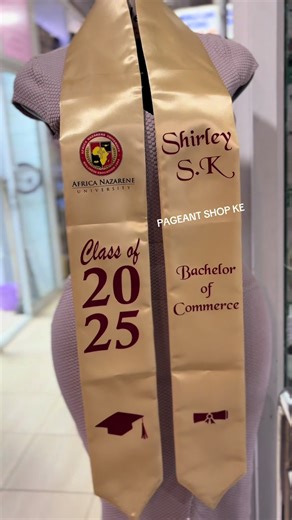 AFRICA NAZARENE
UNIVERSITY
Class of
20
25
Shirley
S.K
PAGEANT SHOP KE
Bachelor
of
Commerce